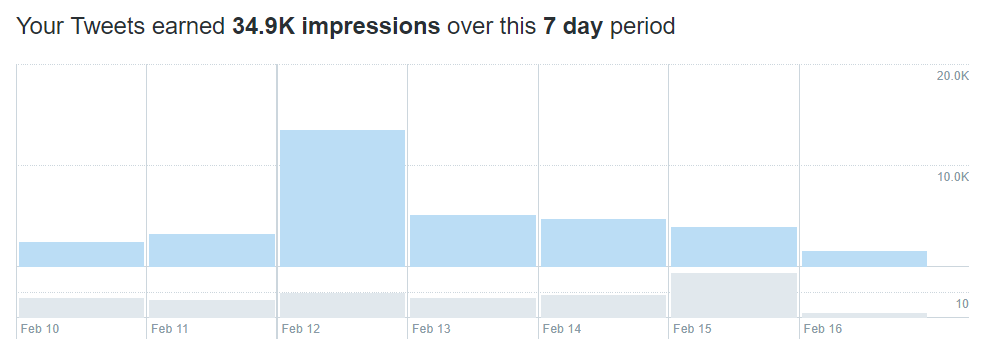 Your Tweets earned 34.9K impressions over this 7 day period
20.0K
10.0K
10
Feb 10 Feb 11 Feb 12 Feb 13 Feb 14 Feb 15 Feb 16